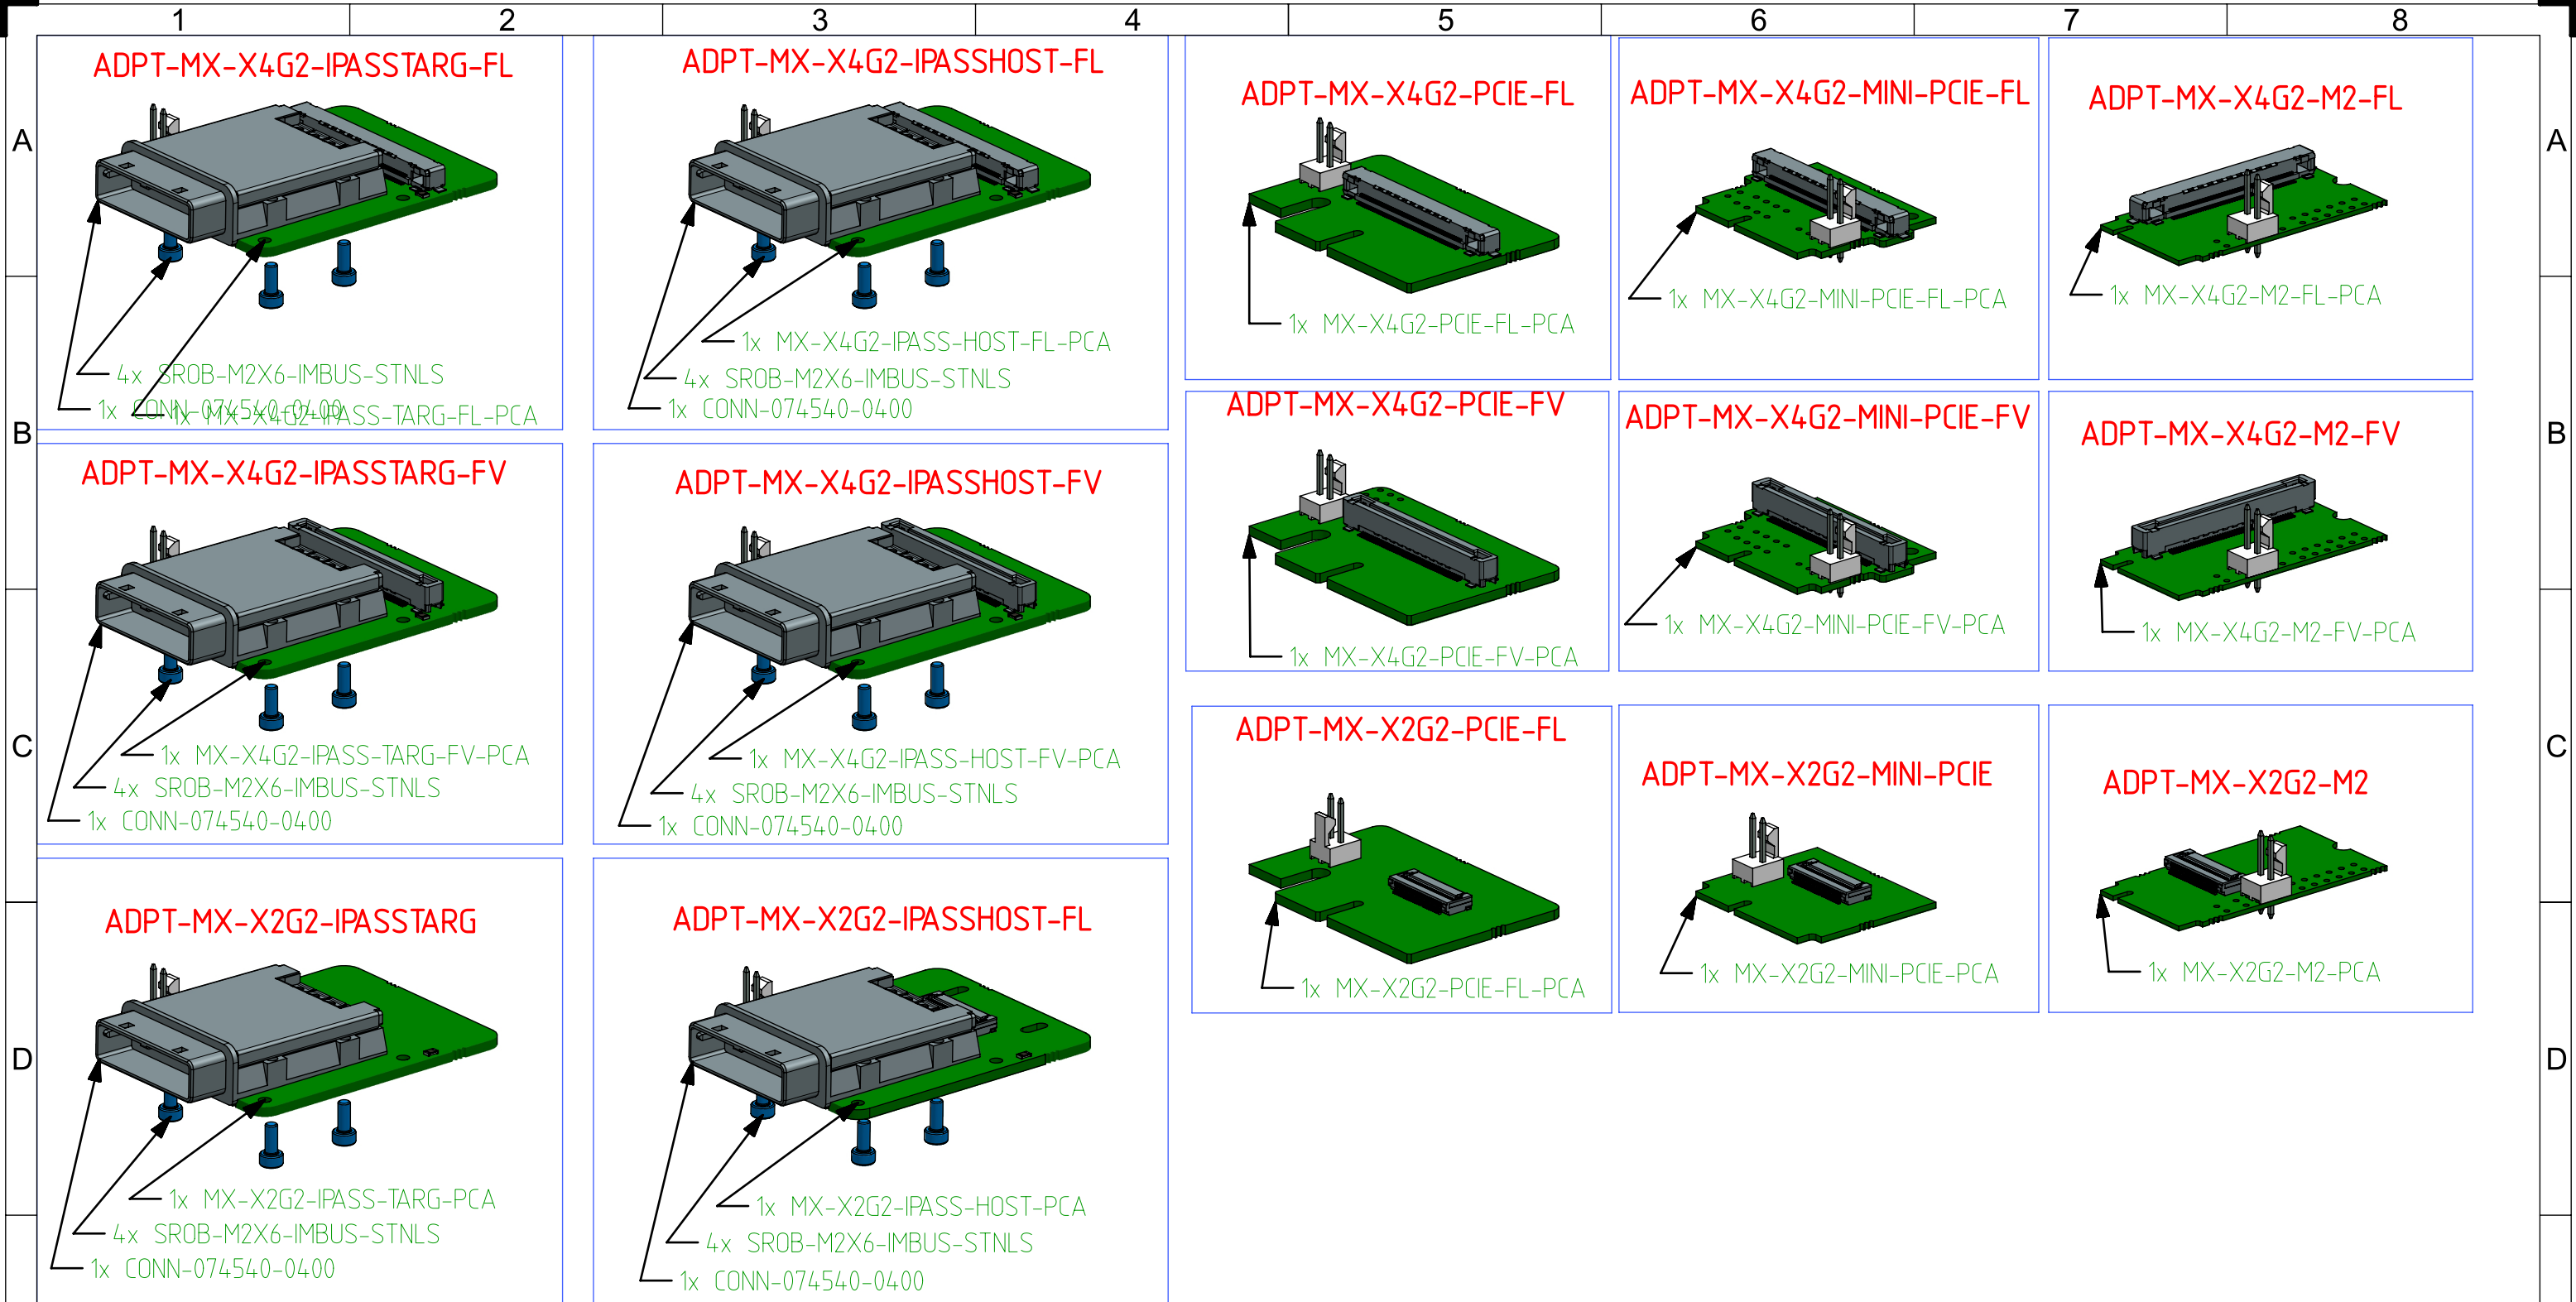 1 2 3 4 5 6 7 8
A A
B B
C C
D D
ADPT-MX-X4G2-IPASSTARG-FL
4x SROB-M2X6-IMBUS-STNLS
1x CONN-074540-0400
1x MX-X4G2-IPASS-TARG-FL-PCA
ADPT-MX-X4G2-IPASSHOST-FL
1x MX-X4G2-IPASS-HOST-FL-PCA
4x SROB-M2X6-IMBUS-STNLS
1x CONN-074540-0400
ADPT-MX-X4G2-PCIE-FL
1x MX-X4G2-PCIE-FL-PCA
ADPT-MX-X4G2-MINI-PCIE-FL
1x MX-X4G2-MINI-PCIE-FL-PCA
ADPT-MX-X4G2-M2-FL
1x MX-X4G2-M2-FL-PCA
ADPT-MX-X4G2-IPASSTARG-FV
1x MX-X4G2-IPASS-TARG-FV-PCA
4x SROB-M2X6-IMBUS-STNLS
1x CONN-074540-0400
ADPT-MX-X4G2-IPASSHOST-FV
1x MX-X4G2-IPASS-HOST-FV-PCA
4x SROB-M2X6-IMBUS-STNLS
1x CONN-074540-0400
ADPT-MX-X4G2-PCIE-FV
1x MX-X4G2-PCIE-FV-PCA
ADPT-MX-X4G2-MINI-PCIE-FV
1x MX-X4G2-MINI-PCIE-FV-PCA
ADPT-MX-X4G2-M2-FV
1x MX-X4G2-M2-FV-PCA
ADPT-MX-X2G2-IPASSTARG
1x MX-X2G2-IPASS-TARG-PCA
4x SROB-M2X6-IMBUS-STNLS
1x CONN-074540-0400
ADPT-MX-X2G2-IPASSHOST-FL
1x MX-X2G2-IPASS-HOST-PCA
4x SROB-M2X6-IMBUS-STNLS
1x CONN-074540-0400
ADPT-MX-X2G2-PCIE-FL
1x MX-X2G2-PCIE-FL-PCA
ADPT-MX-X2G2-MINI-PCIE
1x MX-X2G2-MINI-PCIE-PCA
ADPT-MX-X2G2-M2
1x MX-X2G2-M2-PCA